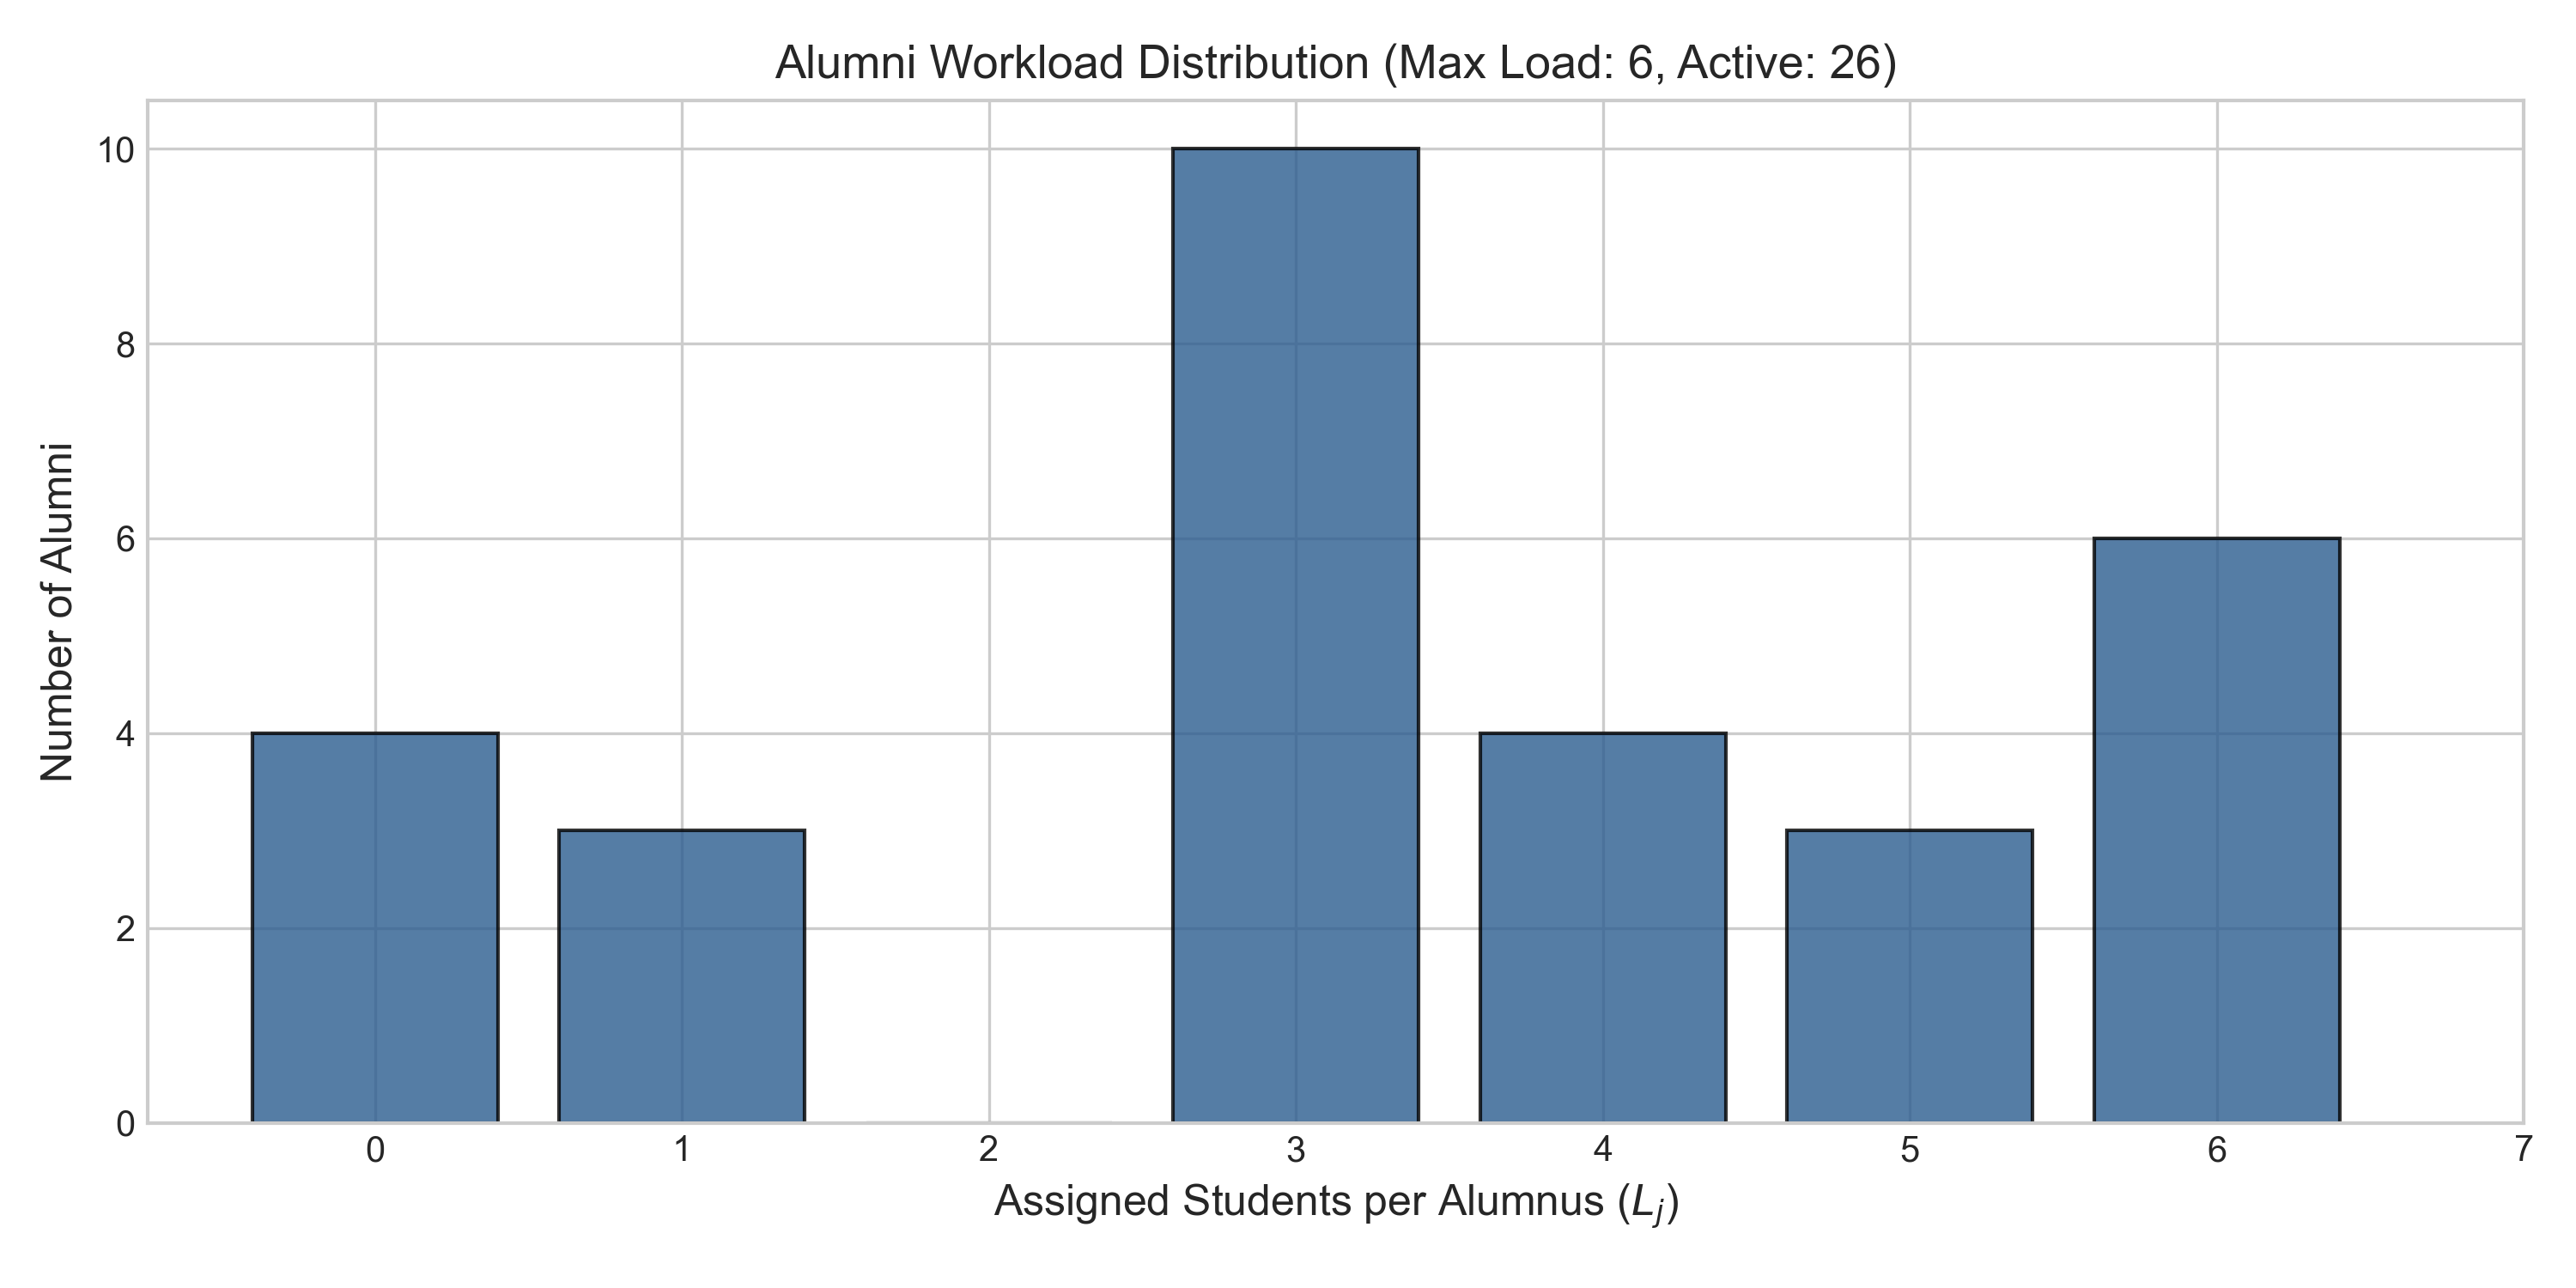 Alumni Workload Distribution (Max Load: 6, Active: 26)
Number of Alumni
10
8
6
4
2
0
0 1 2 3 4 5 6 7
Assigned Students per Alumnus (L_j)